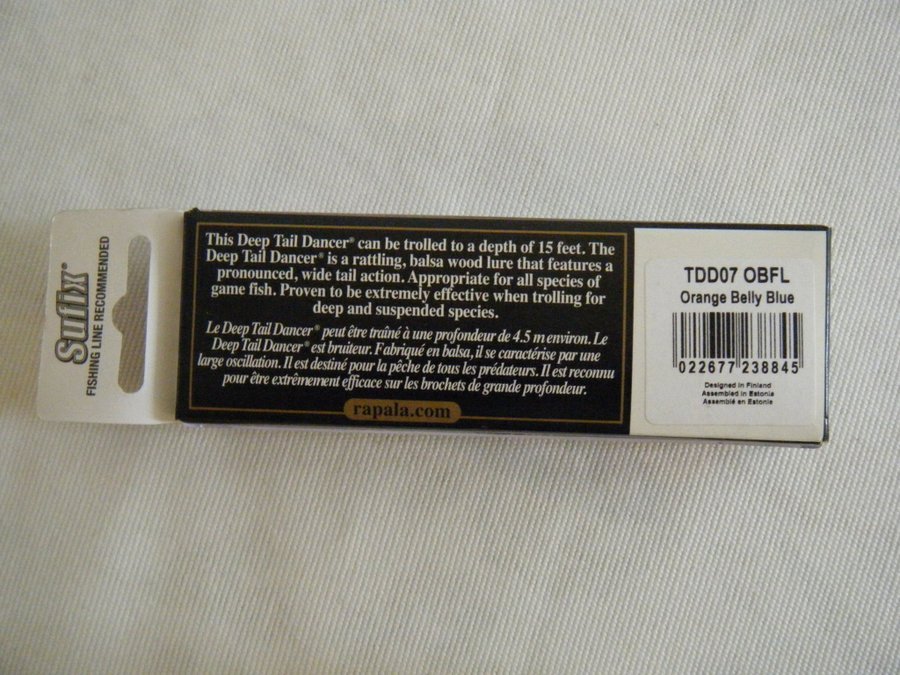 Sufix®
FISHING LINE RECOMMENDED
This Deep Tail Dancer® can be trolled to a depth of 15 feet. The
Deep Tail Dancer® is a rattling, balsa wood lure that features a
pronounced, wide tail action. Appropriate for all species of
game fish. Proven to be extremely effective when trolling for
deep and suspended species.
Le Deep Tail Dancer® peut être traîné à une profondeur de 4.5 m environ. Le
Deep Tail Dancer® est bruiteur. Fabriqué en balsa, il se caractérise par une
large oscillation. Il est destiné pour la pêche de tous les prédateurs. Il est reconnu
pour être extrêmement efficace sur les brochets de grande profondeur.
rapala.com
TDD07 OBFL
Orange Belly Blue
022677 238845
Designed in Finland
Assembled in Estonia
Assemblé en Estonie